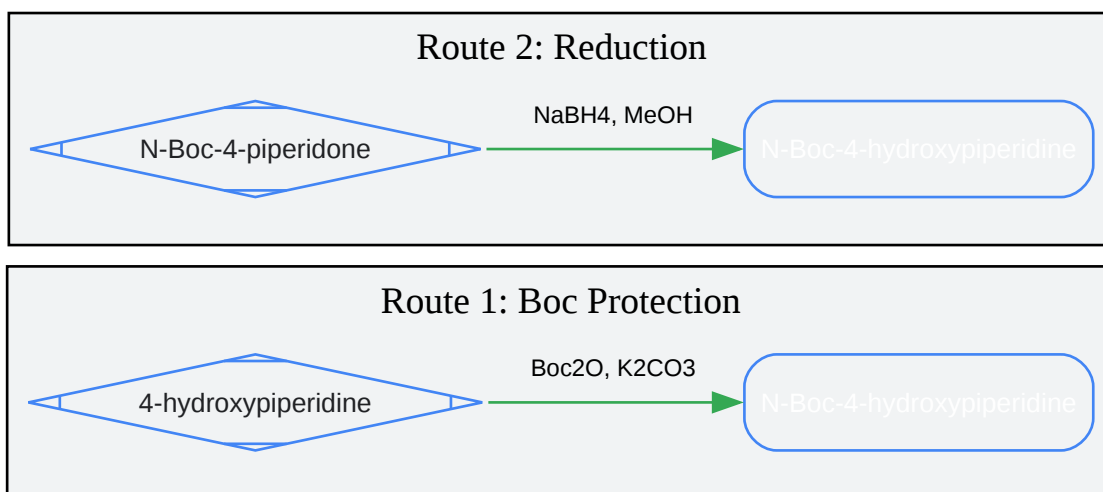 Route 2: Reduction
NaBH4, MeOH
N-Boc-4-piperidone
N-Boc-4-hydroxypiperidine
Route 1: Boc Protection
Boc2O, K2CO3
4-hydroxypiperidine
N-Boc-4-hydroxypiperidine